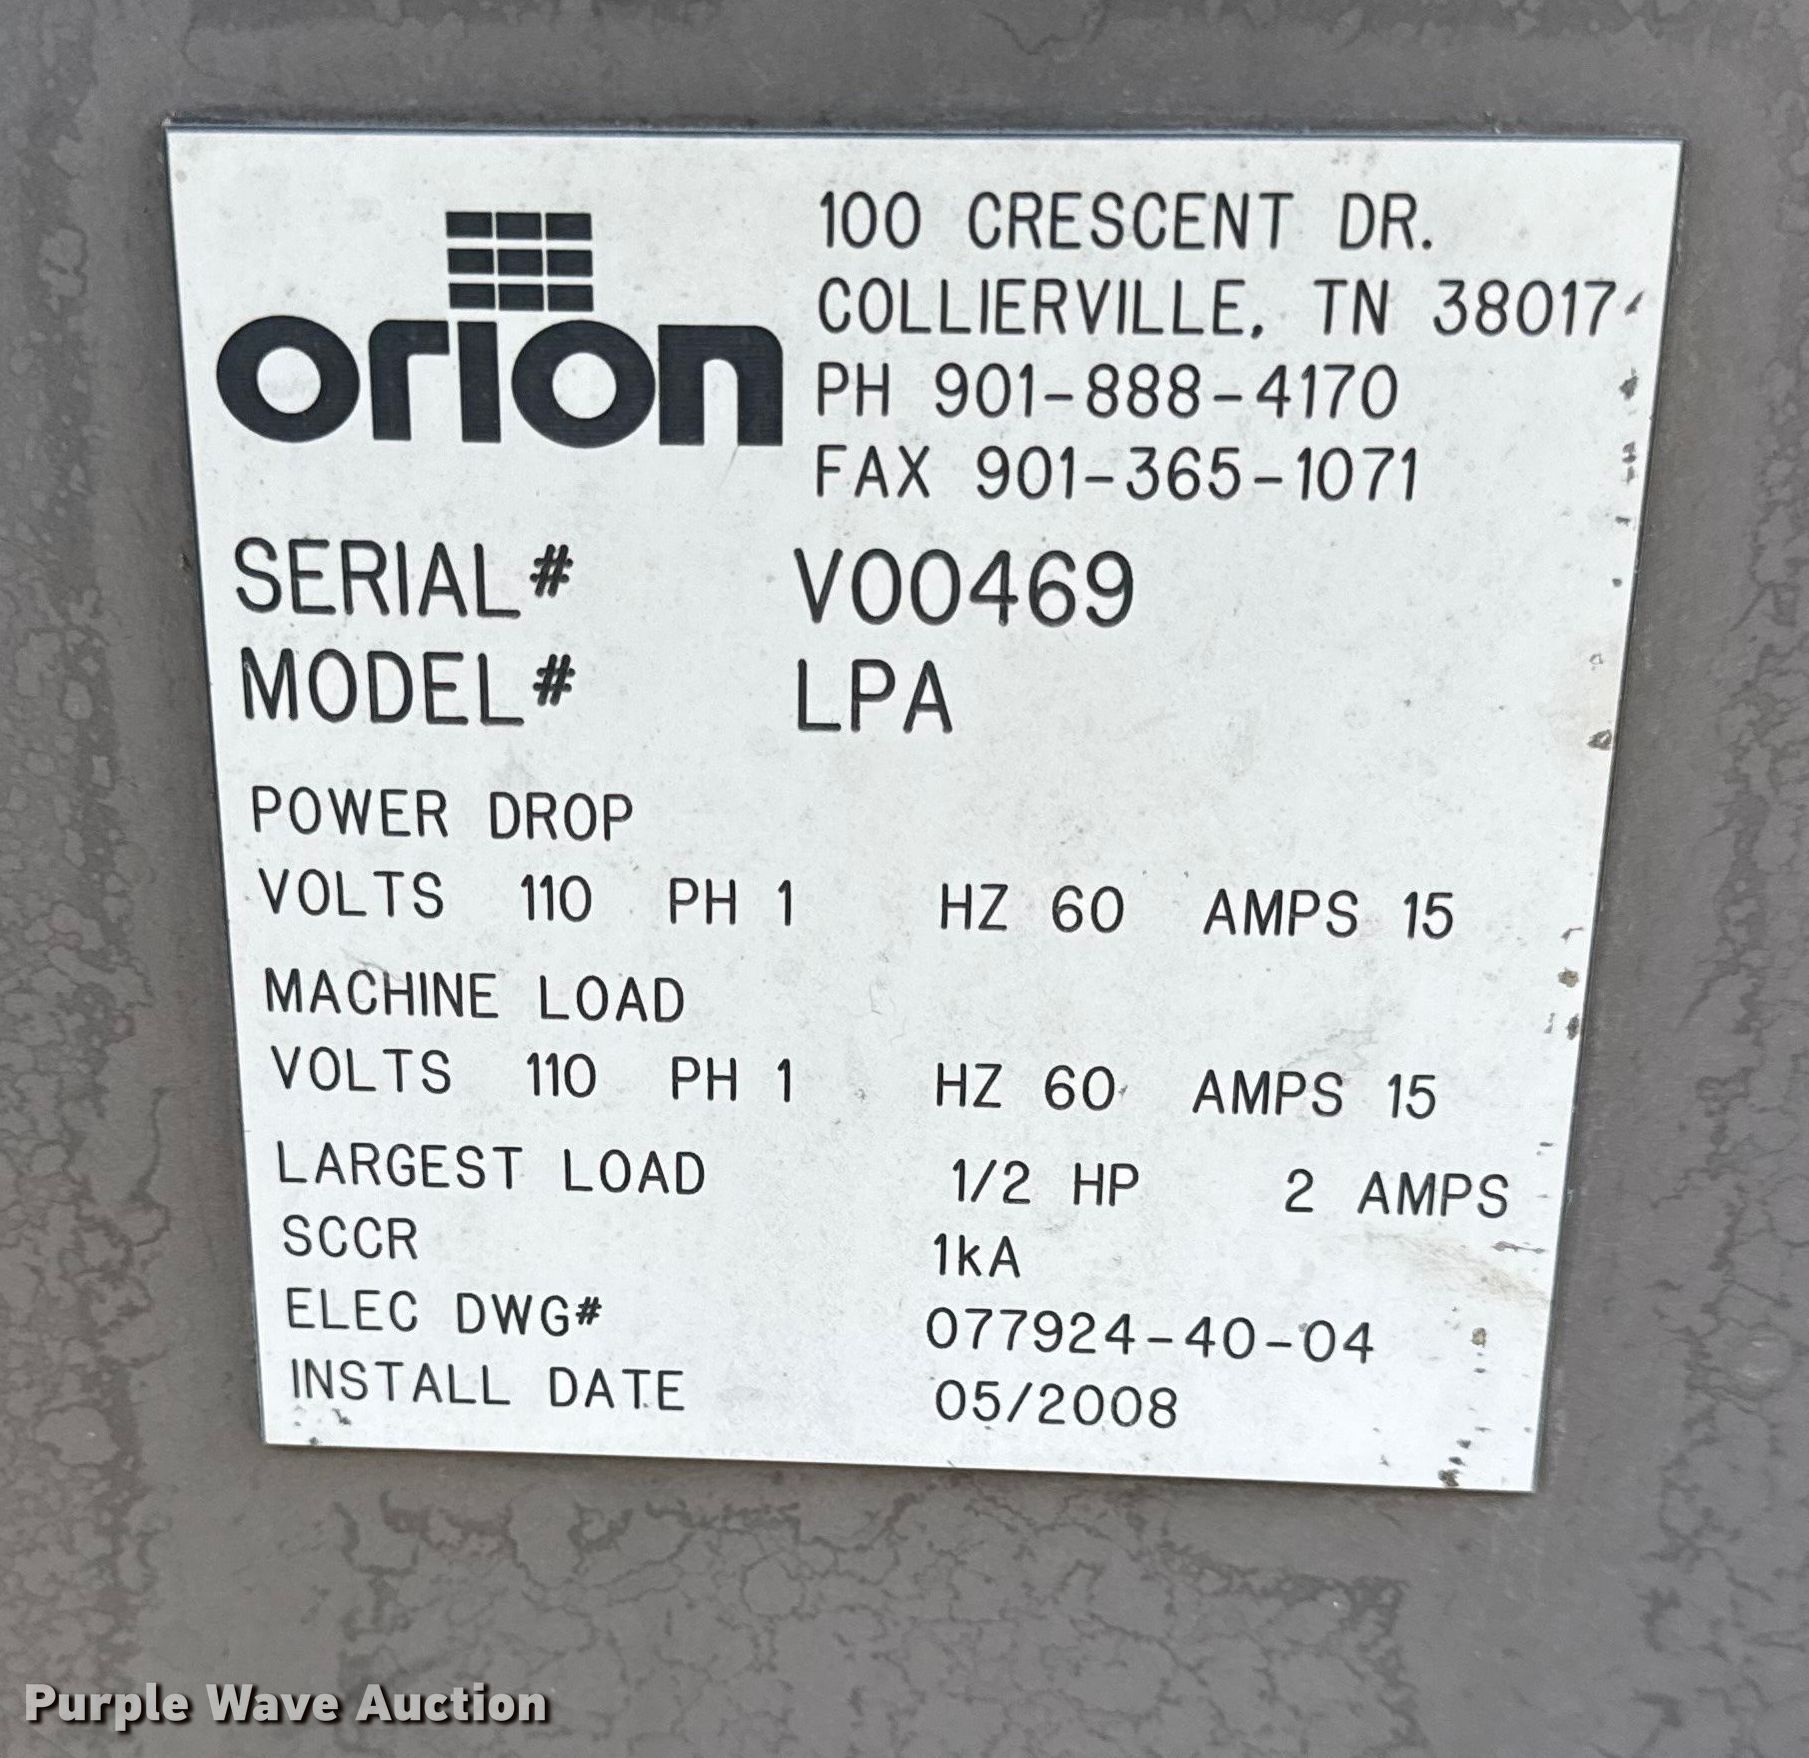 orion
100 CRESCENT DR.
COLLIERVILLE, TN 38017
PH 901-888-4170
FAX 901-365-1071
SERIAL# V00469
MODEL# LPA
POWER DROP
VOLTS 110 PH 1 HZ 60 AMPS 15
MACHINE LOAD
VOLTS 110 PH 1 HZ 60 AMPS 15
LARGEST LOAD 1/2 HP 2 AMPS
SCCR 1kA
ELEC DWG# 077924-40-04
INSTALL DATE 05/2008
Purple Wave Auction